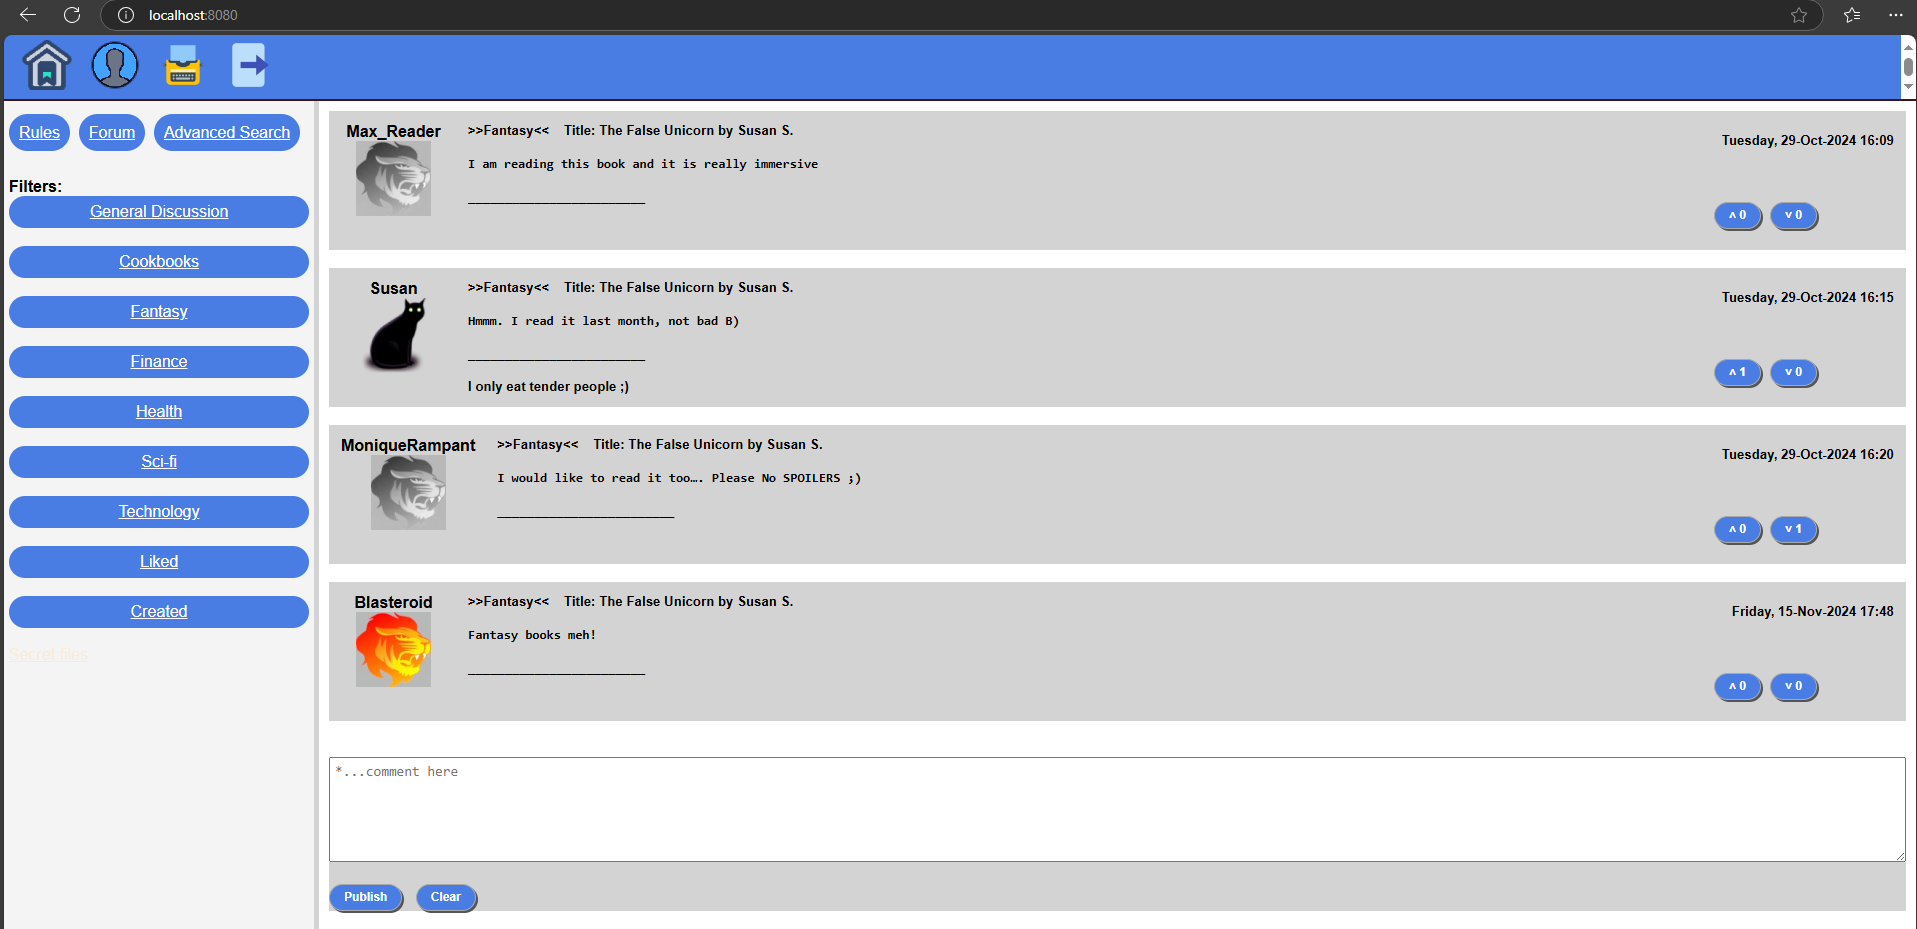 localhost:8080
Rules Forum Advanced Search
Filters:
General Discussion
Cookbooks
Fantasy
Finance
Health
Sci-fi
Technology
Liked
Created
Secret files
Max_Reader
>>Fantasy<< Title: The False Unicorn by Susan S.
Tuesday, 29-Oct-2024 16:09
I am reading this book and it is really immersive
________________________
^ 0 v 0
Susan
>>Fantasy<< Title: The False Unicorn by Susan S.
Tuesday, 29-Oct-2024 16:15
Hmmm. I read it last month, not bad B)
________________________
I only eat tender people ;)
^ 1 v 0
MoniqueRampant
>>Fantasy<< Title: The False Unicorn by Susan S.
Tuesday, 29-Oct-2024 16:20
I would like to read it too…. Please No SPOILERS ;)
________________________
^ 0 v 1
Blasteroid
>>Fantasy<< Title: The False Unicorn by Susan S.
Friday, 15-Nov-2024 17:48
Fantasy books meh!
________________________
^ 0 v 0
*...comment here
Publish Clear